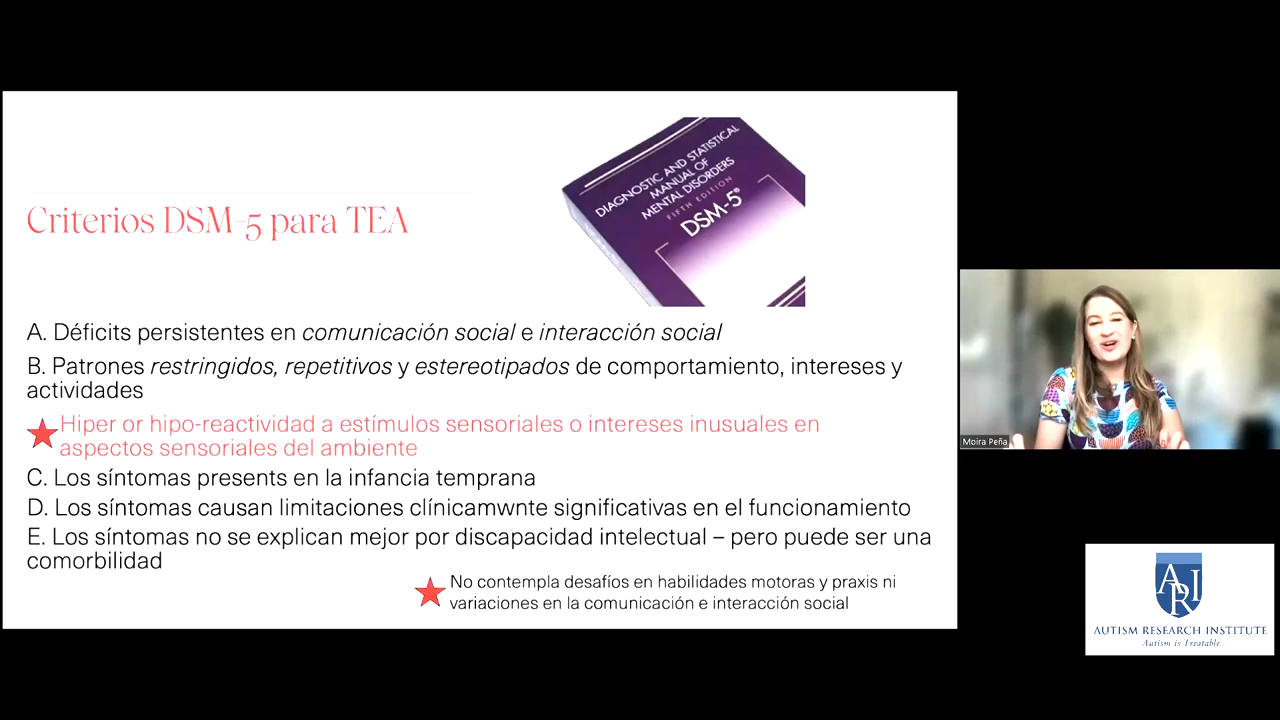 DIAGNOSTIC AND STATISTICAL
MANUAL OF
MENTAL DISORDERS
FIFTH EDITION
DSM-5®
Criterios DSM-5 para TEA
A. Déficits persistentes en comunicación social e interacción social
B. Patrones restringidos, repetitivos y estereotipados de comportamiento, intereses y
actividades
Hiper or hipo-reactividad a estímulos sensoriales o intereses inusuales en
aspectos sensoriales del ambiente
C. Los síntomas presents en la infancia temprana
D. Los síntomas causan limitaciones clínicamwnte significativas en el funcionamiento
E. Los síntomas no se explican mejor por discapacidad intelectual – pero puede ser una
comorbilidad
No contempla desafíos en habilidades motoras y praxis ni
variaciones en la comunicación e interacción social
Moira Peña
ARI
AUTISM RESEARCH INSTITUTE
Autism is Treatable